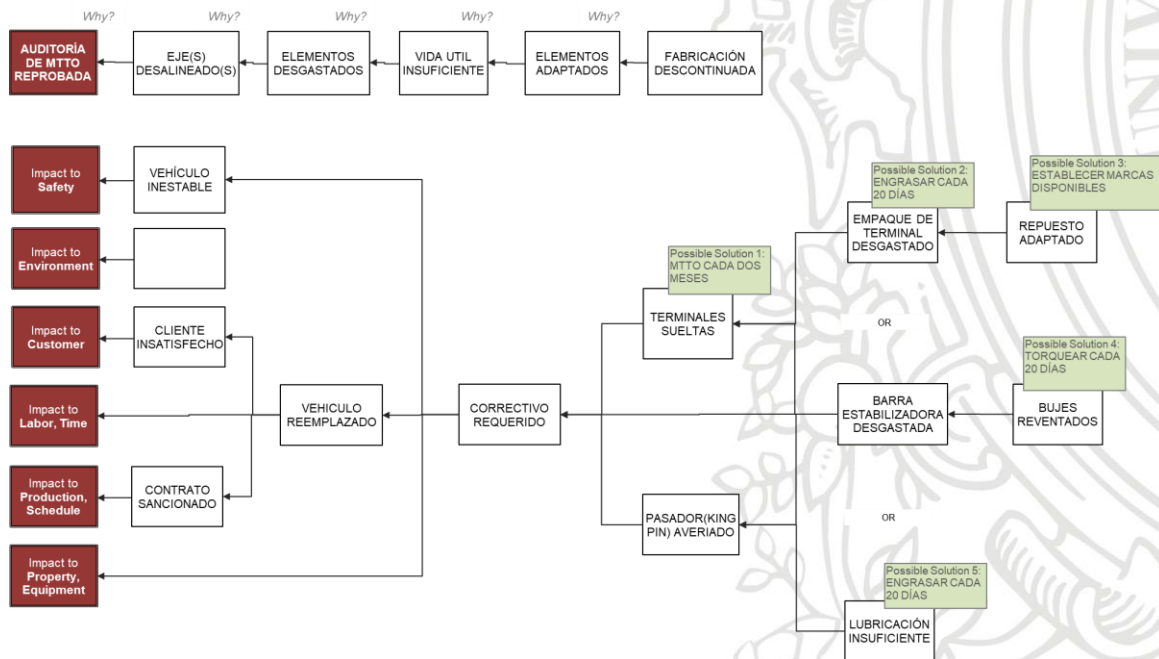 Why?
Why?
Why?
Why?
Why?
AUDITORÍA
DE MTTO
REPROBADA
EJE(S)
DESALINEADO(S)
ELEMENTOS
DESGASTADOS
VIDA UTIL
INSUFICIENTE
ELEMENTOS
ADAPTADOS
FABRICACIÓN
DESCONTINUADA
Impact to
Safety
VEHÍCULO
INESTABLE
Impact to
Environment
Impact to
Customer
CLIENTE
INSATISFECHO
Impact to
Labor, Time
VEHICULO
REEMPLAZADO
CORRECTIVO
REQUERIDO
Impact to
Production,
Schedule
CONTRATO
SANCIONADO
Impact to
Property,
Equipment
Possible Solution 1:
MTTO CADA DOS
MESES
TERMINALES
SUELTAS
PASADOR(KING
PIN) AVERIADO
Possible Solution 2:
ENGRASAR CADA
20 DÍAS
EMPAQUE DE
TERMINAL
DESGASTADO
Possible Solution 3:
ESTABLECER MARCAS
DISPONIBLES
REPUESTO
ADAPTADO
OR
BARRA
ESTABILIZADORA
DESGASTADA
Possible Solution 4:
TORQUEAR CADA
20 DÍAS
BUJES
REVENTADOS
OR
Possible Solution 5:
ENGRASAR CADA
20 DÍAS
LUBRICACIÓN
INSUFICIENTE